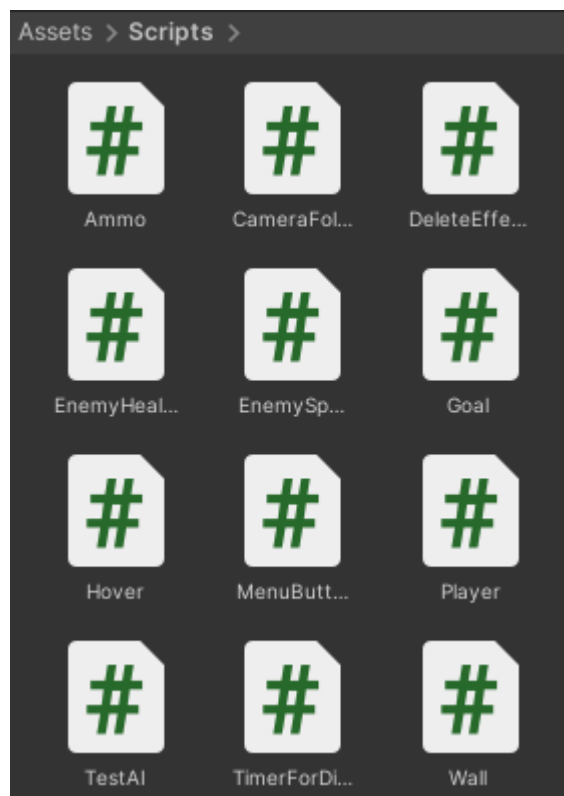 Assets > Scripts >
Ammo
CameraFol...
DeleteEffe...
EnemyHeal...
EnemySp...
Goal
Hover
MenuButt...
Player
TestAI
TimerForDi...
Wall